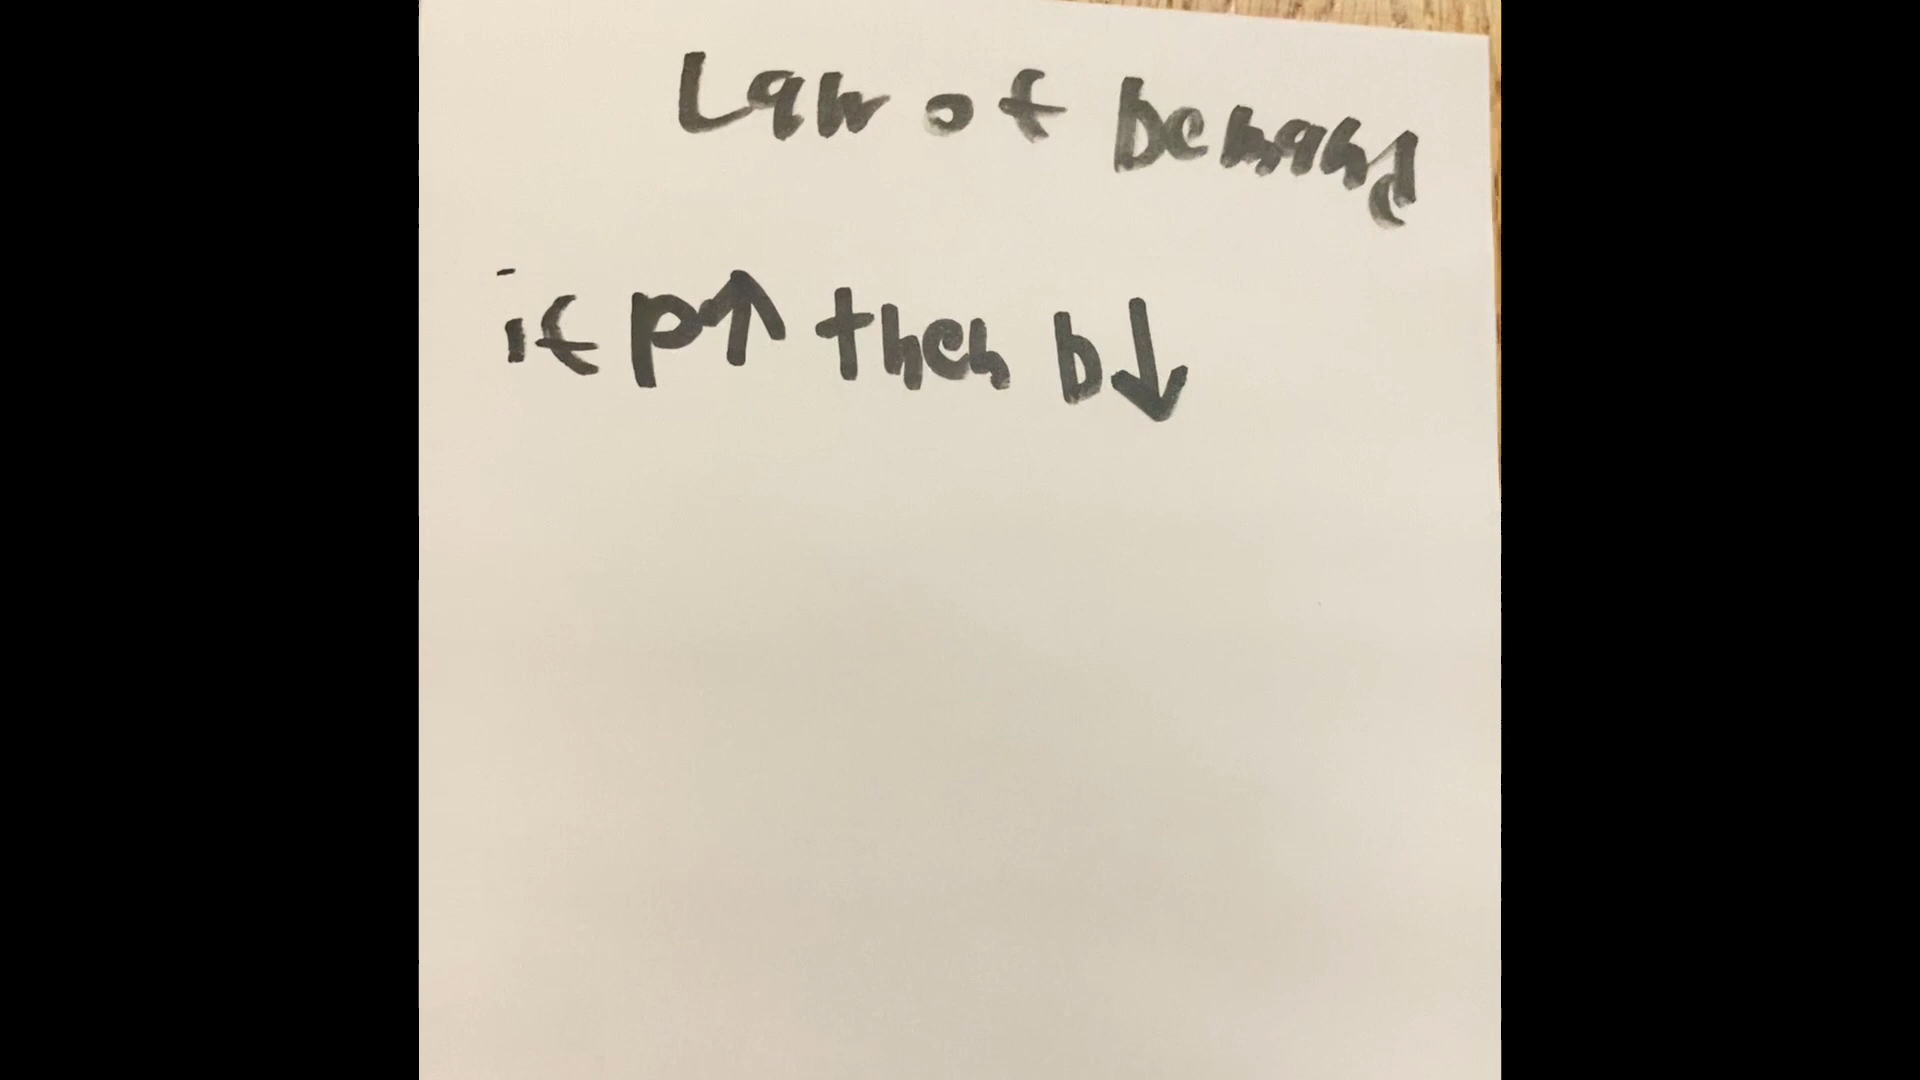 Law of Demand
if P↑ then D↓